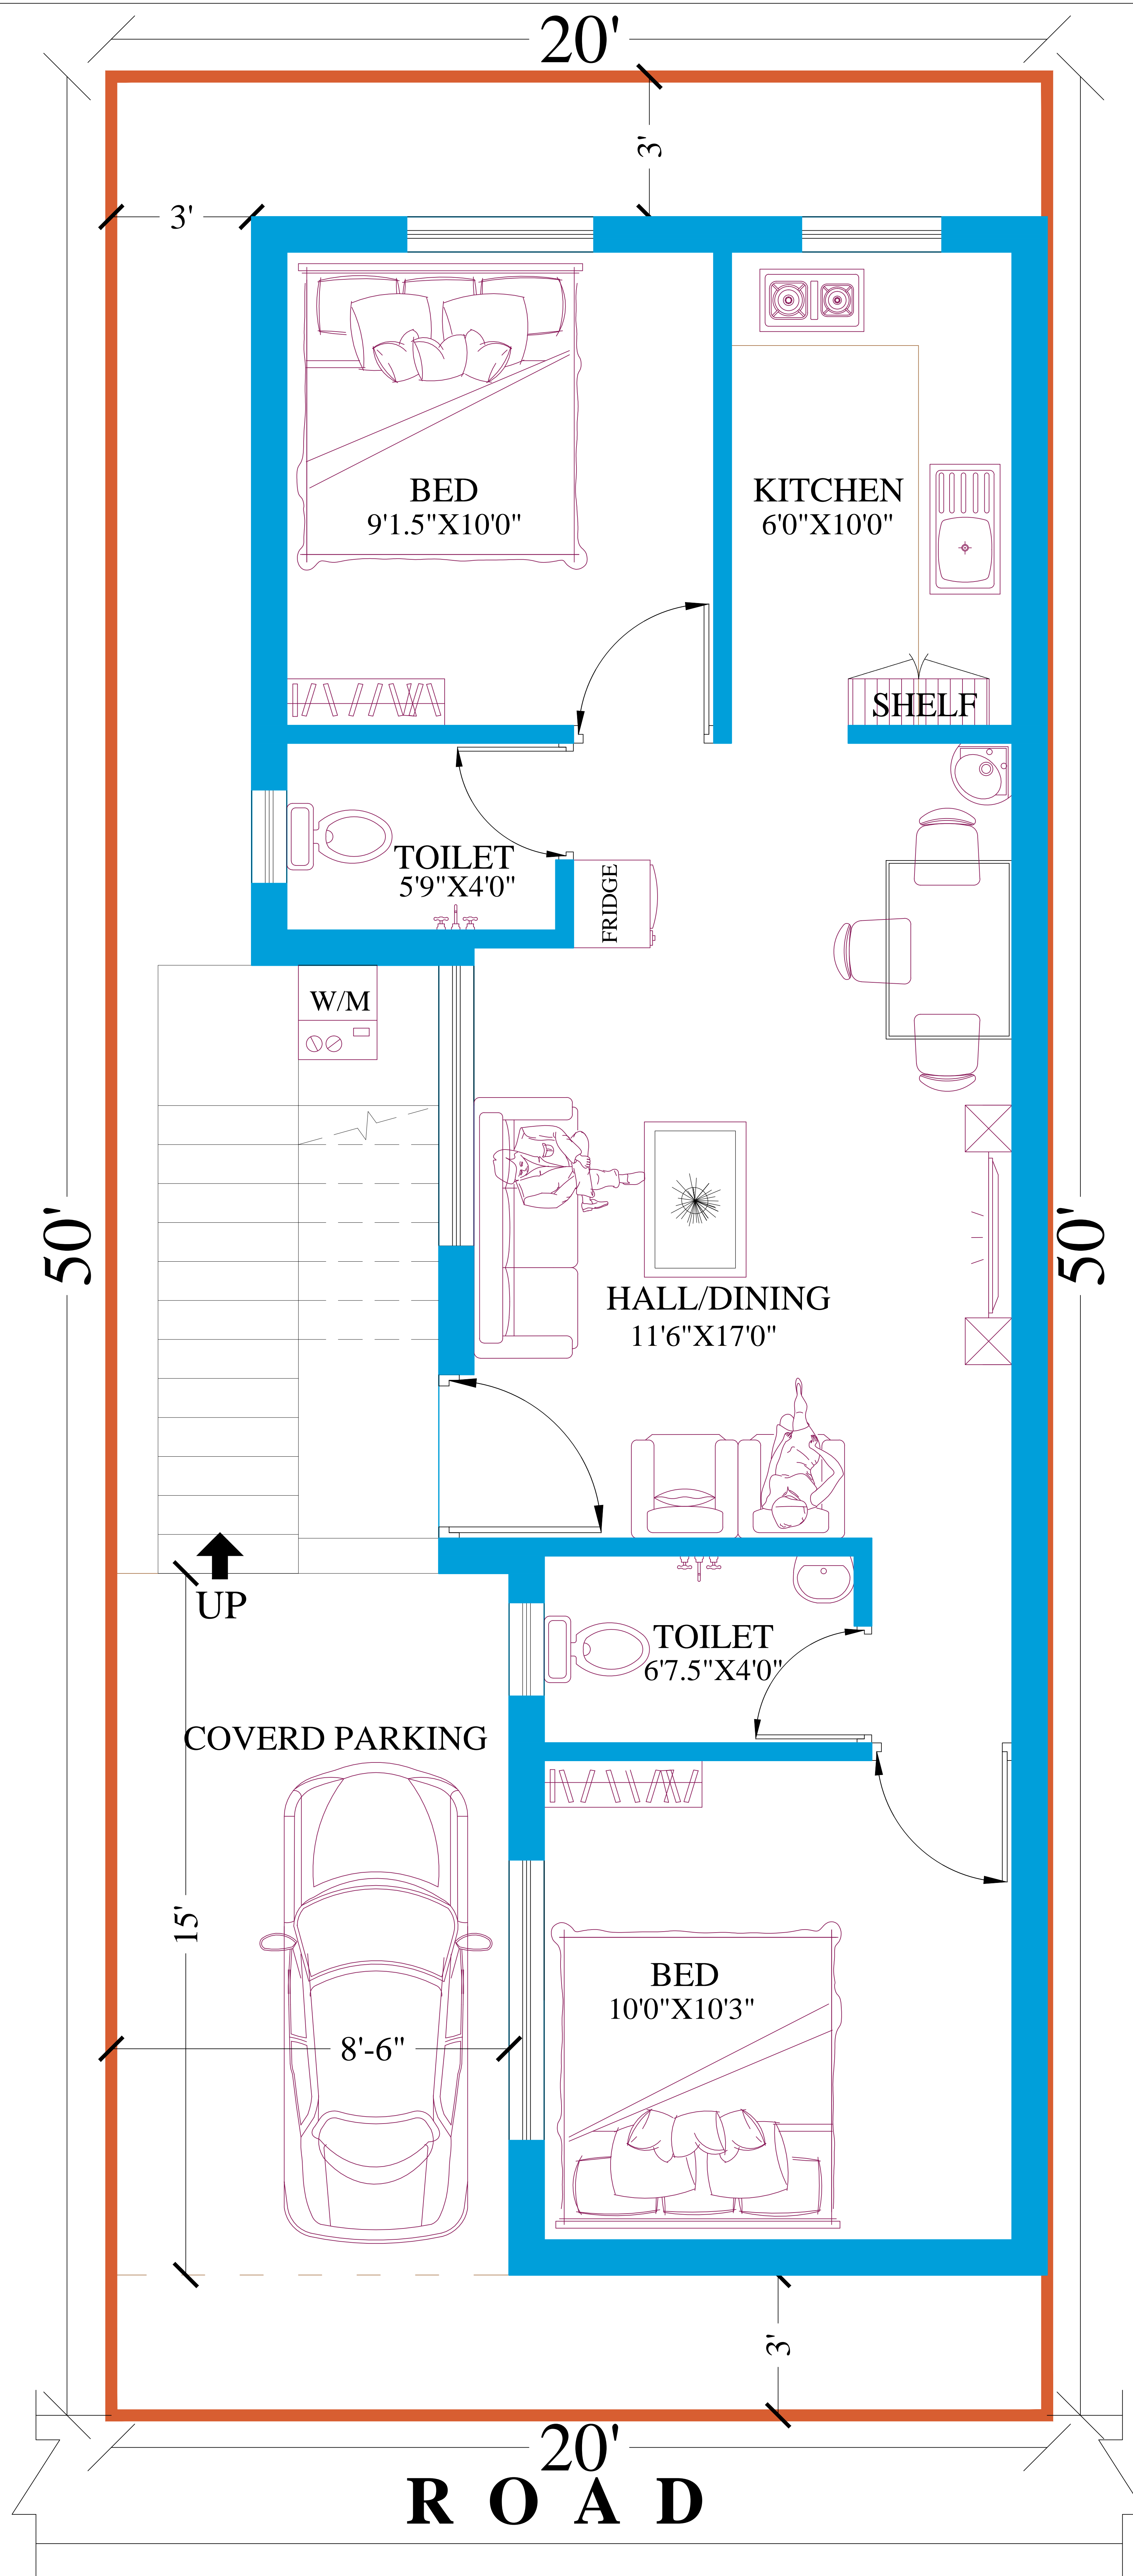 20'
3'
3'
BED
9'1.5"X10'0"
KITCHEN
6'0"X10'0"
SHELF
TOILET
5'9"X4'0"
FRIDGE
W/M
50'
50'
HALL/DINING
11'6"X17'0"
UP
TOILET
6'7.5"X4'0"
COVERD PARKING
15'
BED
10'0"X10'3"
8'-6"
3'
20'
ROAD